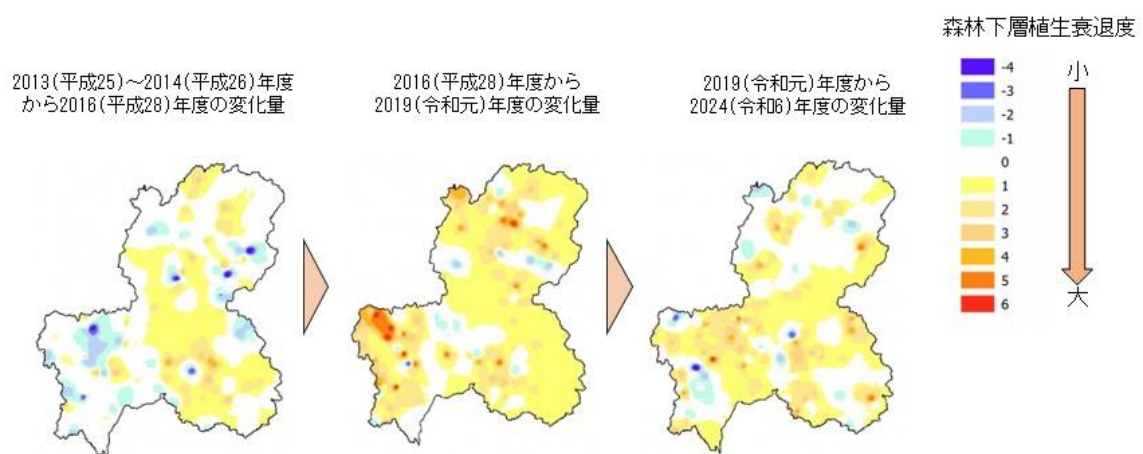 森林下層植生衰退度
2013(平成25)～2014(平成26)年度
から2016(平成28)年度の変化量
2016(平成28)年度から
2019(令和元)年度の変化量
2019(令和元)年度から
2024(令和6)年度の変化量
-4
-3
-2
-1
0
1
2
3
4
5
6
小
大